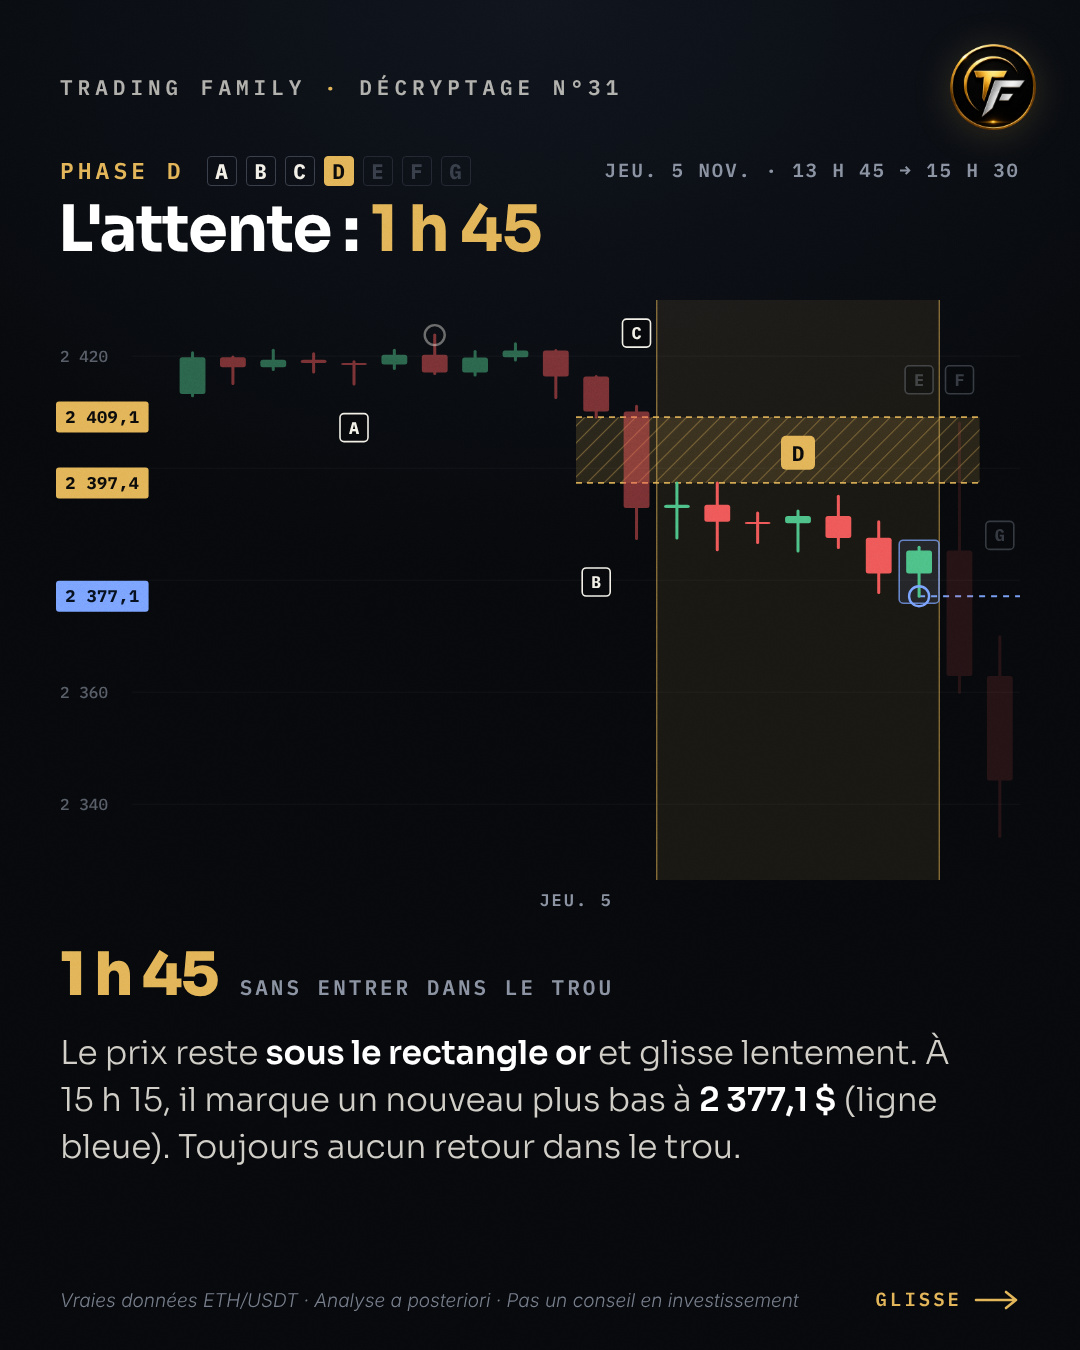 TRADING FAMILY · DÉCRYPTAGE N°31
TF
PHASE D A B C D E F G
JEU. 5 NOV. · 13 H 45 → 15 H 30
L'attente : 1 h 45
C
2 420
E F
2 409,1
A
D
2 397,4
G
B
2 377,1
2 360
2 340
JEU. 5
1 h 45 SANS ENTRER DANS LE TROU
Le prix reste sous le rectangle or et glisse lentement. À
15 h 15, il marque un nouveau plus bas à 2 377,1 $ (ligne
bleue). Toujours aucun retour dans le trou.
Vraies données ETH/USDT · Analyse a posteriori · Pas un conseil en investissement
GLISSE →